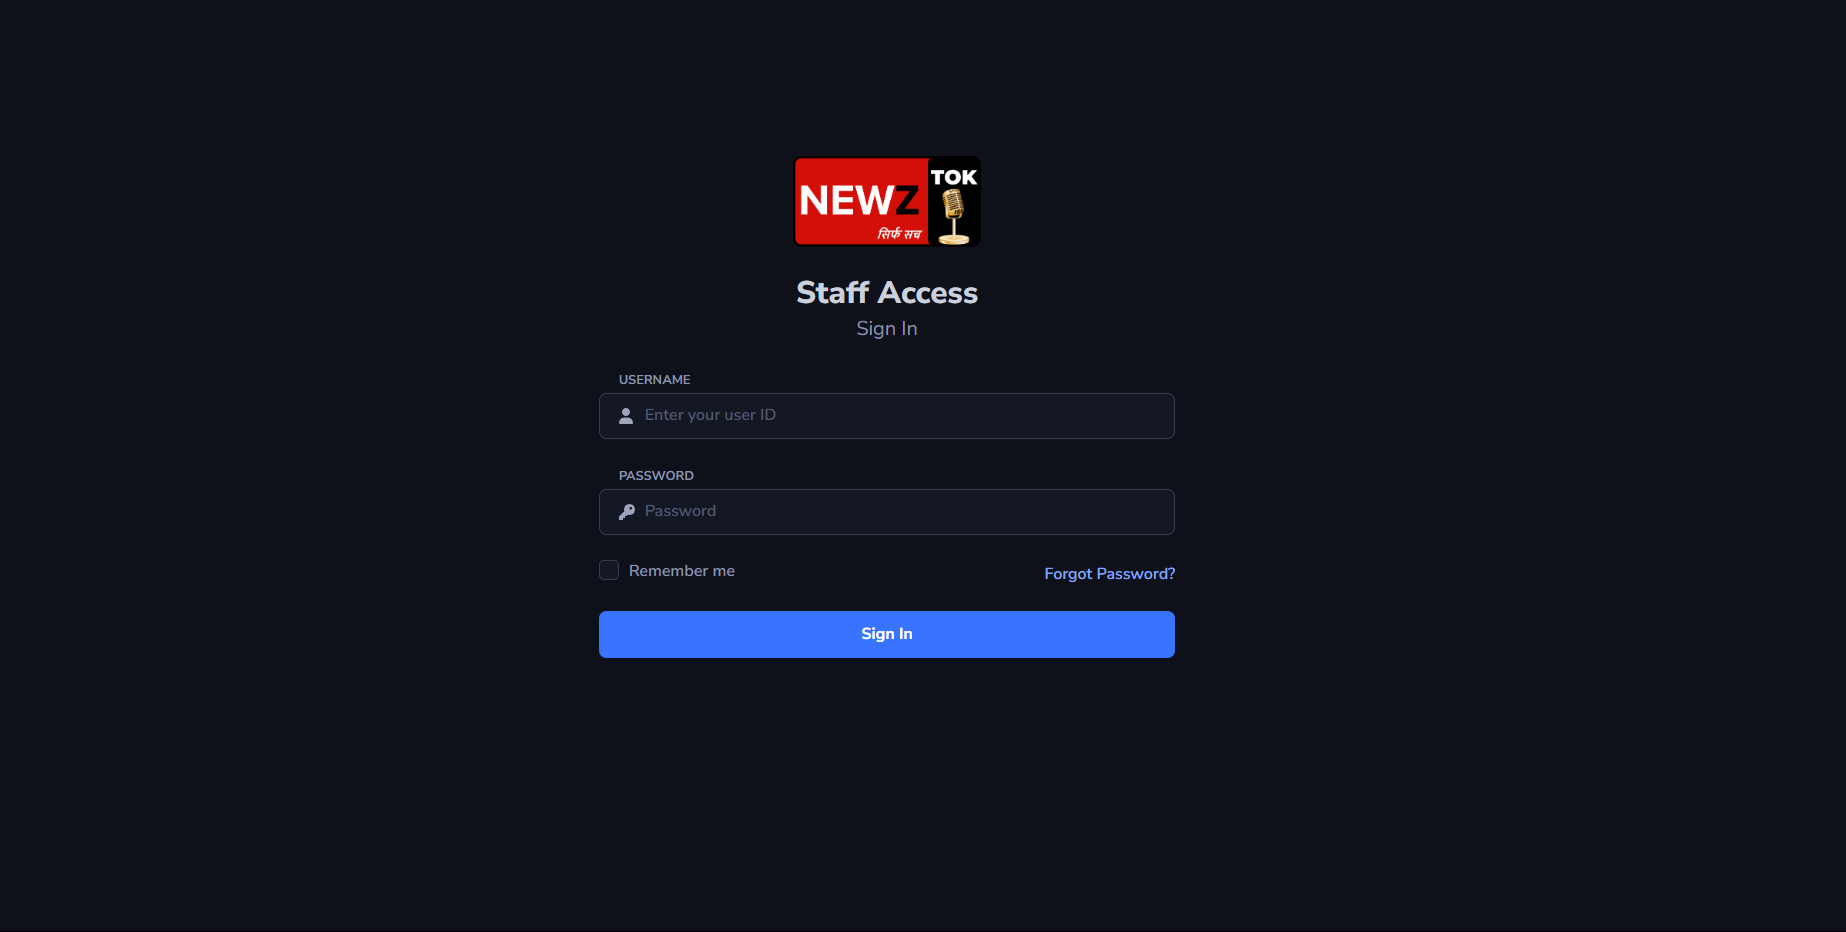 NEWZ TOK
सिर्फ सच
Staff Access
Sign In
USERNAME
Enter your user ID
PASSWORD
Password
Remember me
Forgot Password?
Sign In